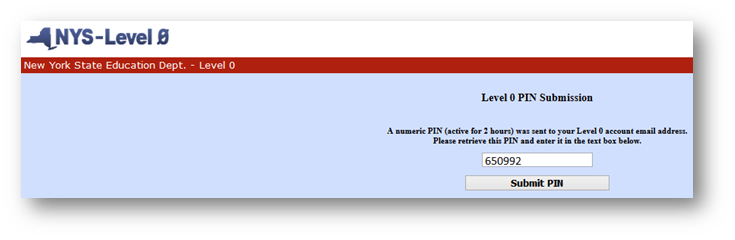 NYS-Level 0
New York State Education Dept. - Level 0
Level 0 PIN Submission
A numeric PIN (active for 2 hours) was sent to your Level 0 account email address.
Please retrieve this PIN and enter it in the text box below.
650992
Submit PIN